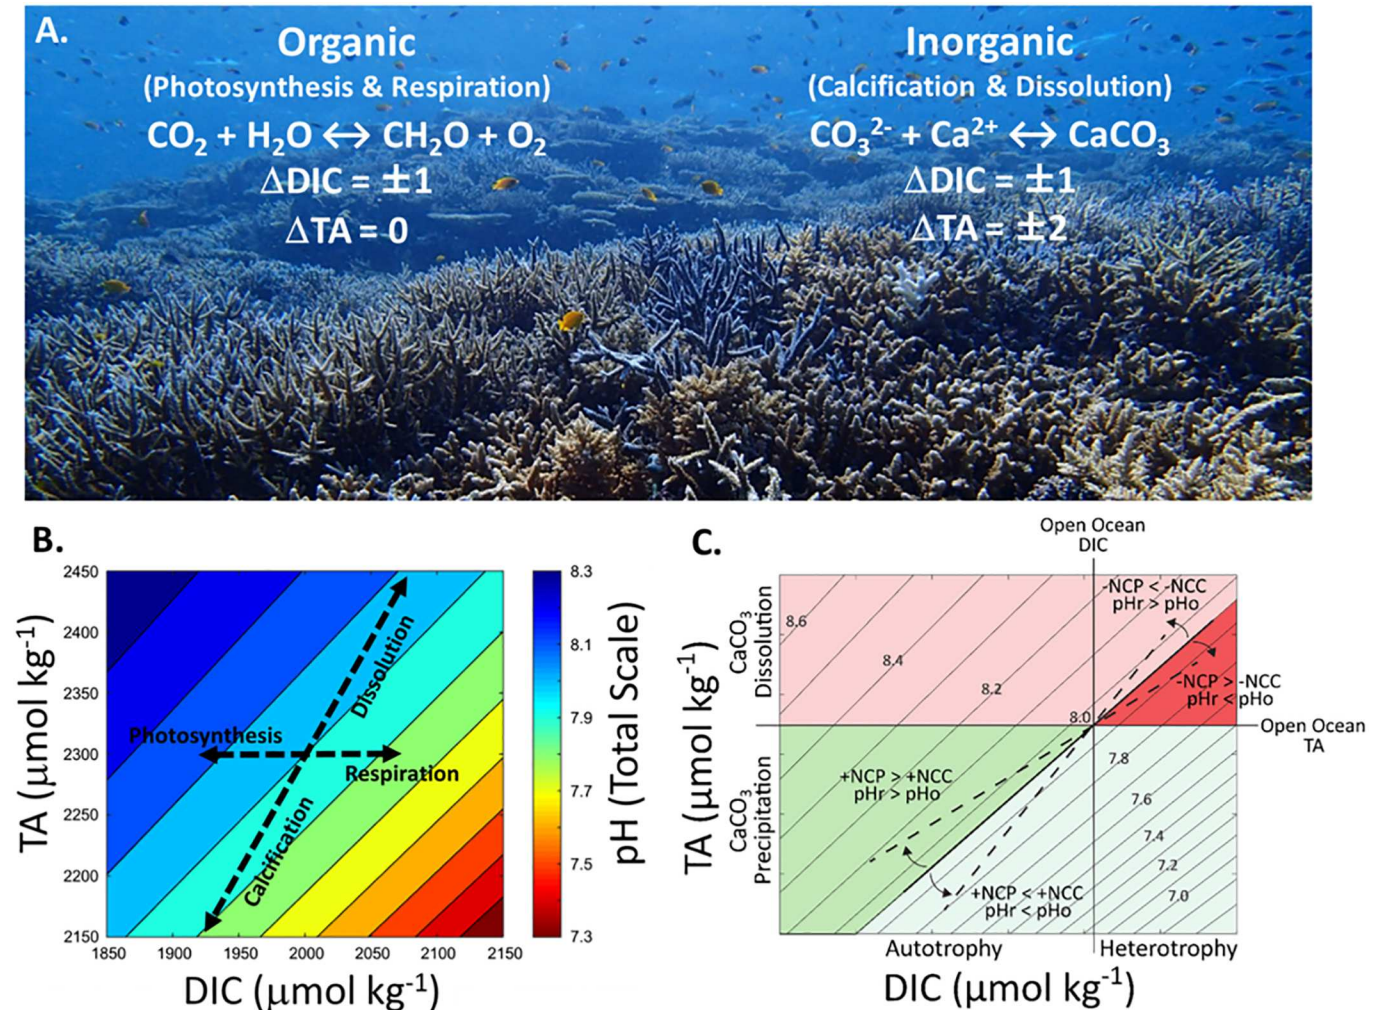 A.
Organic
(Photosynthesis & Respiration)
CO₂ + H₂O ↔ CH₂O + O₂
ΔDIC = ±1
ΔTA = 0
Inorganic
(Calcification & Dissolution)
CO₃²⁻ + Ca²⁺ ↔ CaCO₃
ΔDIC = ±1
ΔTA = ±2
B.
TA (μmol kg⁻¹)
2450
2400
2350
2300
2250
2200
2150
Photosynthesis
Dissolution
Respiration
Calcification
1850
1900
1950
2000
2050
2100
2150
DIC (μmol kg⁻¹)
8.3
8.1
7.9
7.7
7.5
7.3
pH (Total Scale)
C.
Open Ocean
DIC
TA (μmol kg⁻¹)
CaCO₃
Dissolution
CaCO₃
Precipitation
8.6
8.4
8.2
8.0
7.8
7.6
7.4
7.2
7.0
-NCP < -NCC
pHr > pHo
-NCP > -NCC
pHr < pHo
Open Ocean
TA
+NCP > +NCC
pHr > pHo
+NCP < +NCC
pHr < pHo
Autotrophy
Heterotrophy
DIC (μmol kg⁻¹)